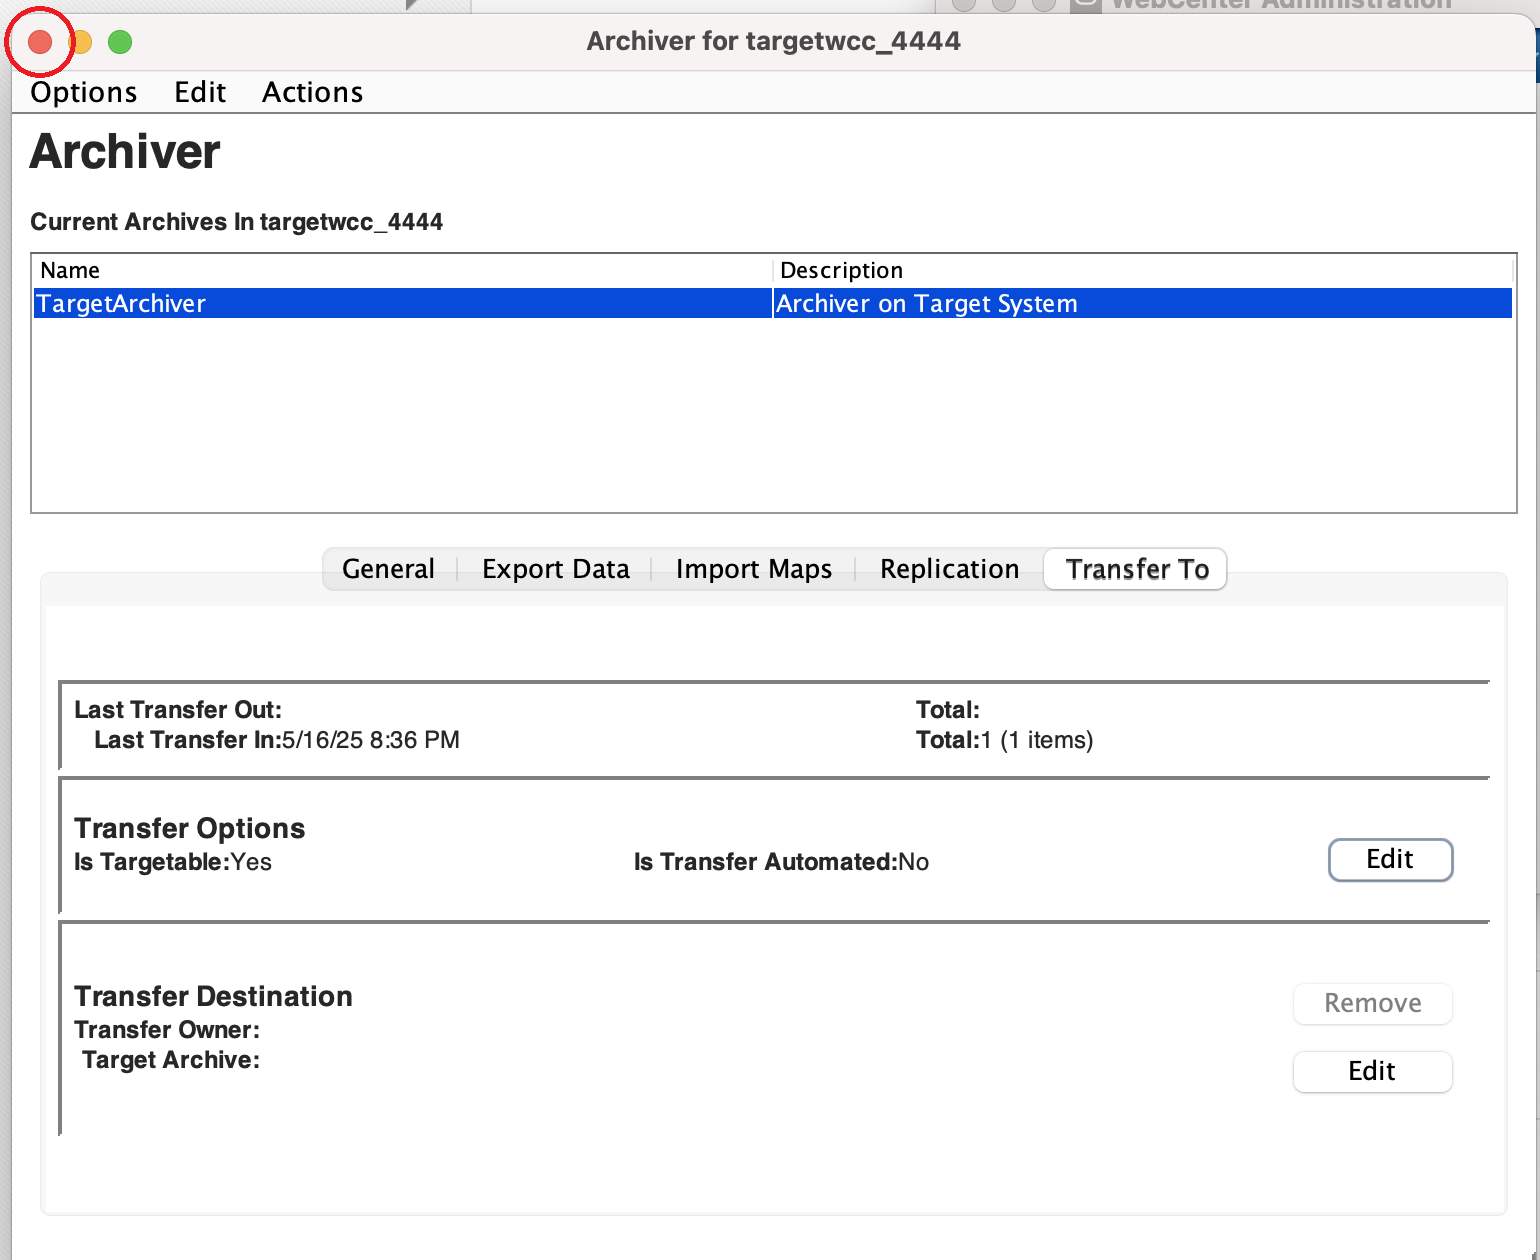 WebCenter Administration
Archiver for targetwcc_4444
Options Edit Actions
Archiver
Current Archives In targetwcc_4444
Name Description
TargetArchiver Archiver on Target System
General Export Data Import Maps Replication Transfer To
Last Transfer Out: Total:
Last Transfer In:5/16/25 8:36 PM Total:1 (1 items)
Transfer Options
Is Targetable:Yes Is Transfer Automated:No Edit
Transfer Destination
Remove
Transfer Owner:
Target Archive:
Edit